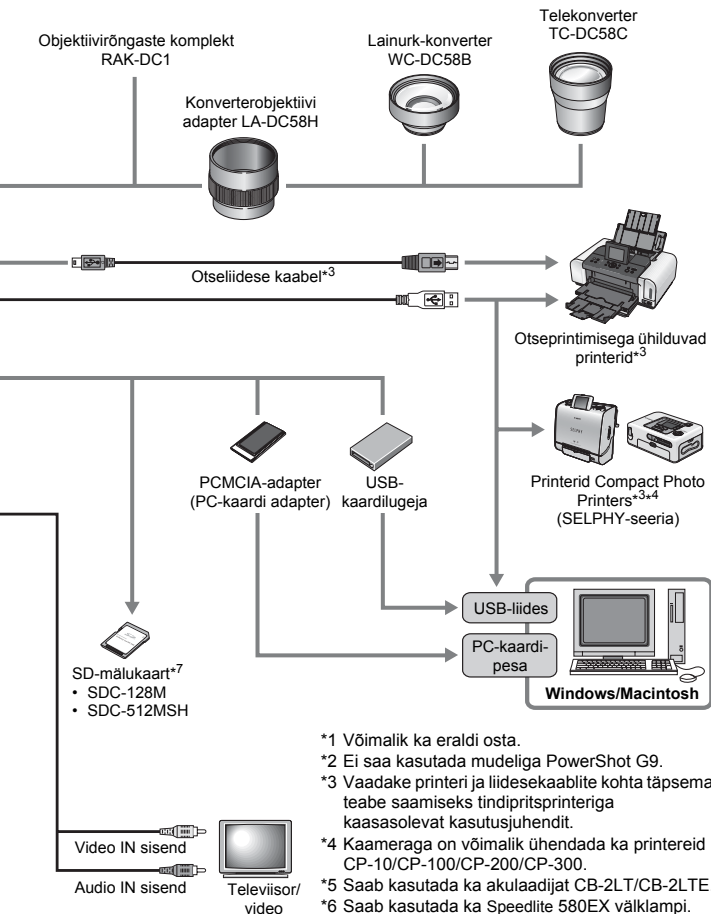 Objektiivirõngaste komplekt
RAK-DC1
Lainurk-konverter
WC-DC58B
Telekonverter
TC-DC58C
Konverterobjektiivi
adapter LA-DC58H
Otseliidese kaabel*3
Otseprintimisega ühilduvad
printerid*3
PCMCIA-adapter
(PC-kaardi adapter)
USB-
kaardilugeja
Printerid Compact Photo
Printers*3*4
(SELPHY-seeria)
USB-liides
PC-kaardi-
pesa
Windows/Macintosh
SD-mälukaart*7
• SDC-128M
• SDC-512MSH
Video IN sisend
Audio IN sisend
Televiisor/
video
*1 Võimalik ka eraldi osta.
*2 Ei saa kasutada mudeliga PowerShot G9.
*3 Vaadake printeri ja liidesekaablite kohta täpsema
teabe saamiseks tindipritsprinteriga
kaasasolevat kasutusjuhendit.
*4 Kaameraga on võimalik ühendada ka printereid
CP-10/CP-100/CP-200/CP-300.
*5 Saab kasutada ka akulaadijat CB-2LT/CB-2LTE
*6 Saab kasutada ka Speedlite 580EX välklampi.